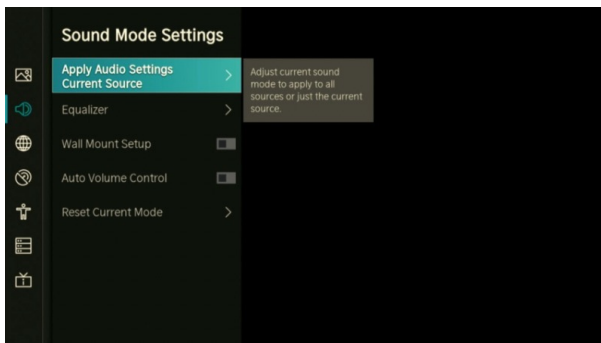 Sound Mode Settings
Apply Audio Settings
Current Source
Adjust current sound
mode to apply to all
sources or just the current
source.
Equalizer
Wall Mount Setup
Auto Volume Control
Reset Current Mode